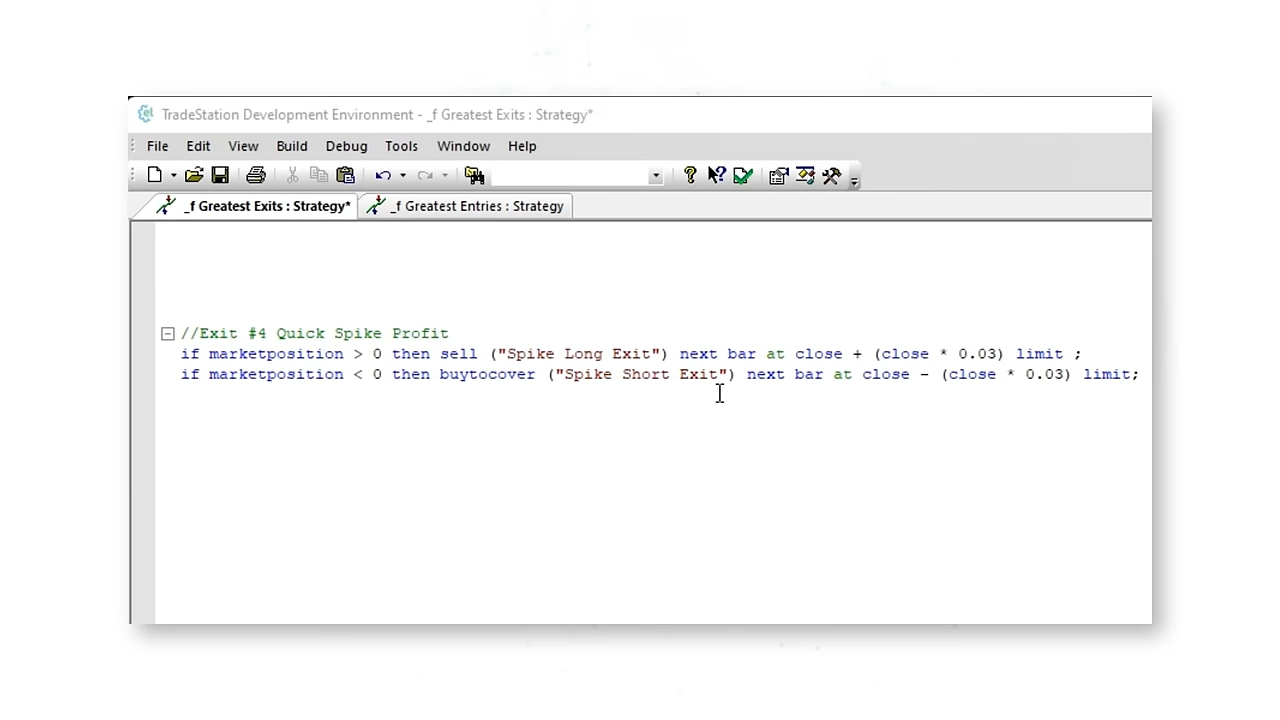 TradeStation Development Environment - _f Greatest Exits : Strategy*
File Edit View Build Debug Tools Window Help
_f Greatest Exits : Strategy* _f Greatest Entries : Strategy
//Exit #4 Quick Spike Profit
if marketposition > 0 then sell ("Spike Long Exit") next bar at close + (close * 0.03) limit ;
if marketposition < 0 then buytocover ("Spike Short Exit") next bar at close - (close * 0.03) limit;